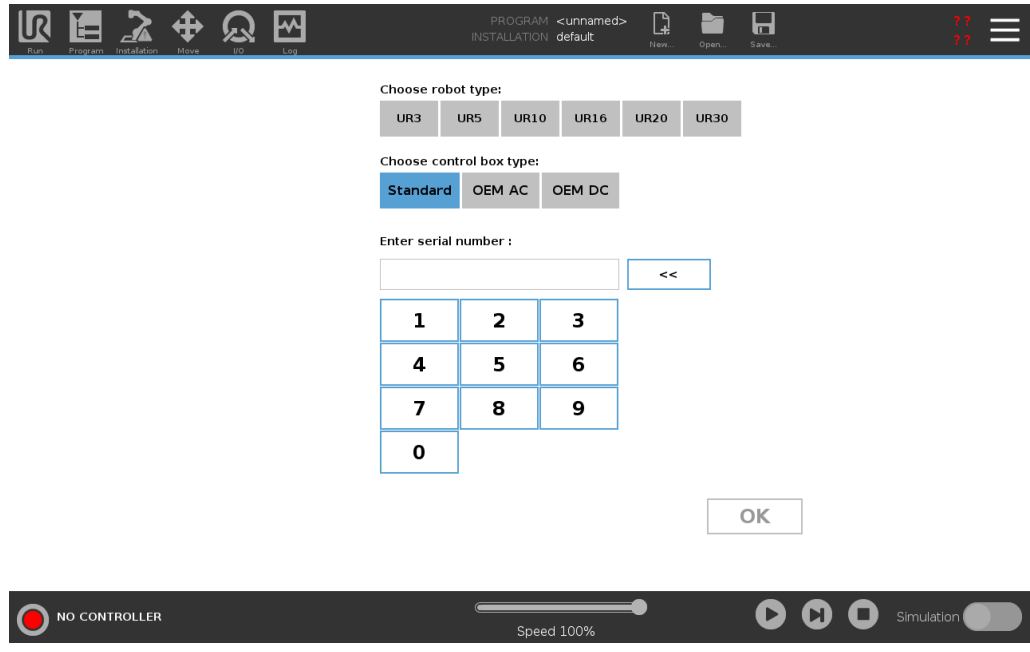 UR
PROGRAM <unnamed>
INSTALLATION default
? ?
? ?
Run Program Installation Move I/O Log New... Open... Save...
Choose robot type:
UR3 UR5 UR10 UR16 UR20 UR30
Choose control box type:
Standard OEM AC OEM DC
Enter serial number :
<<
1 2 3
4 5 6
7 8 9
0
OK
NO CONTROLLER
Speed 100%
Simulation